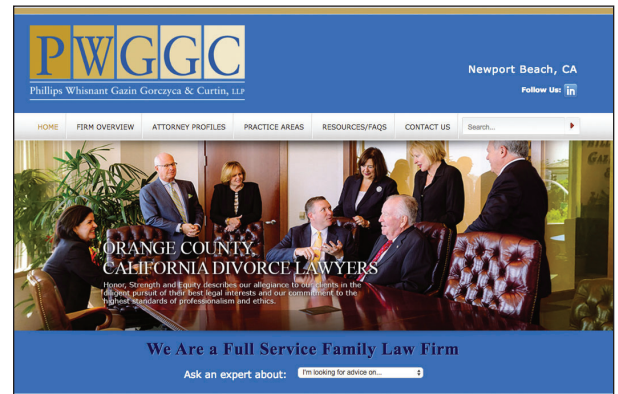 PWGGC
Phillips Whisnant Gazin Gorczyca & Curtin, LLP
Newport Beach, CA
Follow Us: in
HOME FIRM OVERVIEW ATTORNEY PROFILES PRACTICE AREAS RESOURCES/FAQS CONTACT US Search...
ORANGE COUNTY,
CALIFORNIA DIVORCE LAWYERS
Honor, Strength and Equity describes our allegiance to our clients in the
diligent pursuit of their best legal interests and our commitment to the
highest standards of professionalism and ethics.
We Are a Full Service Family Law Firm
Ask an expert about: I'm looking for advice on...